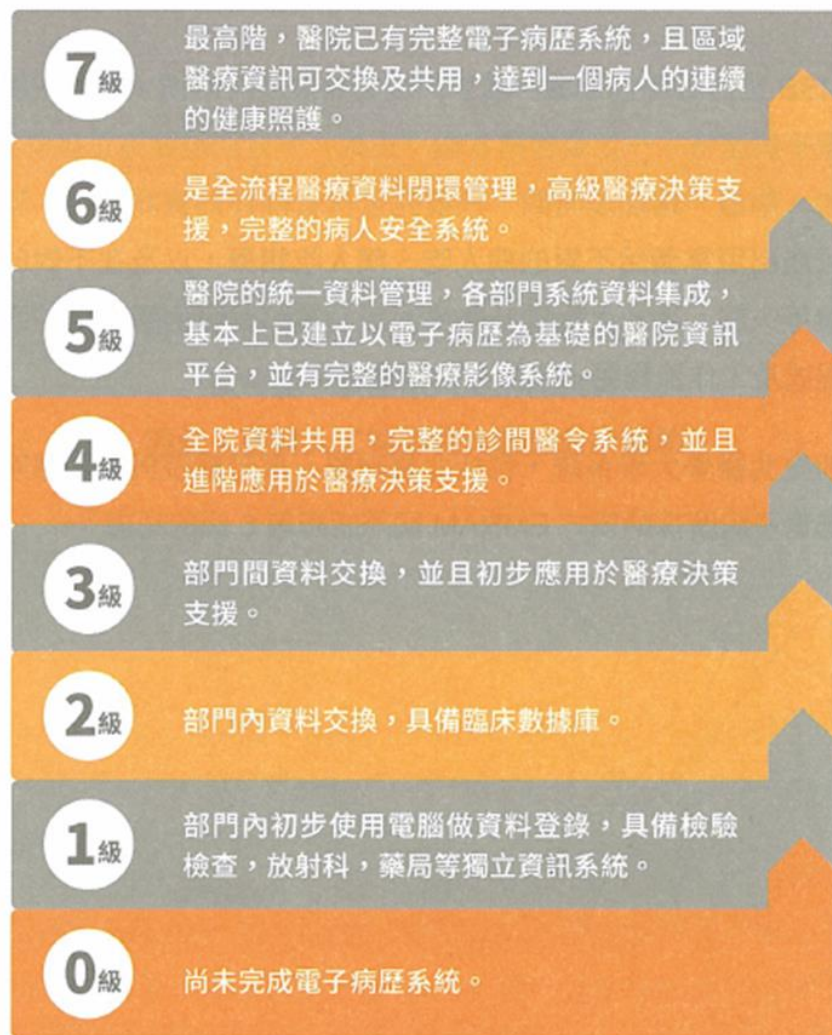 7級
最高階，醫院已有完整電子病歷系統，且區域
醫療資訊可交換及共用，達到一個病人的連續
的健康照護。
6級
是全流程醫療資料閉環管理，高級醫療決策支
援，完整的病人安全系統。
5級
醫院的統一資料管理，各部門系統資料集成，
基本上已建立以電子病歷為基礎的醫院資訊
平台，並有完整的醫療影像系統。
4級
全院資料共用，完整的診間醫令系統，並且
進階應用於醫療決策支援。
3級
部門間資料交換，並且初步應用於醫療決策
支援。
2級
部門內資料交換，具備臨床數據庫。
1級
部門內初步使用電腦做資料登錄，具備檢驗
檢查，放射科，藥局等獨立資訊系統。
0級
尚未完成電子病歷系統。